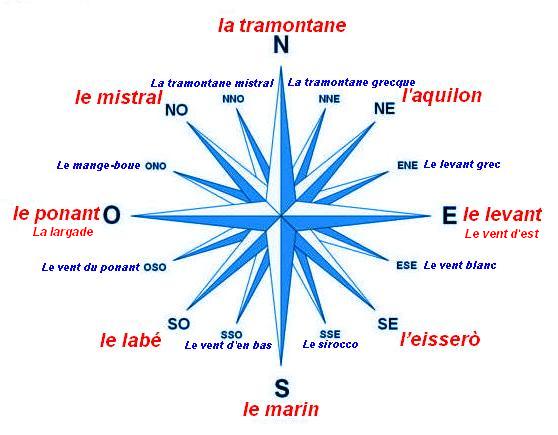 la tramontane
N
La tramontane mistral La tramontane grecque
le mistral NNO NNE l'aquilon
NO NE
Le mange-boue ONO ENE Le levant grec
le ponant O E le levant
La largade Le vent d'est
Le vent du ponant OSO ESE Le vent blanc
SO SE
le labé SSO SSE l'eisserò
Le vent d'en bas Le sirocco
S
le marin